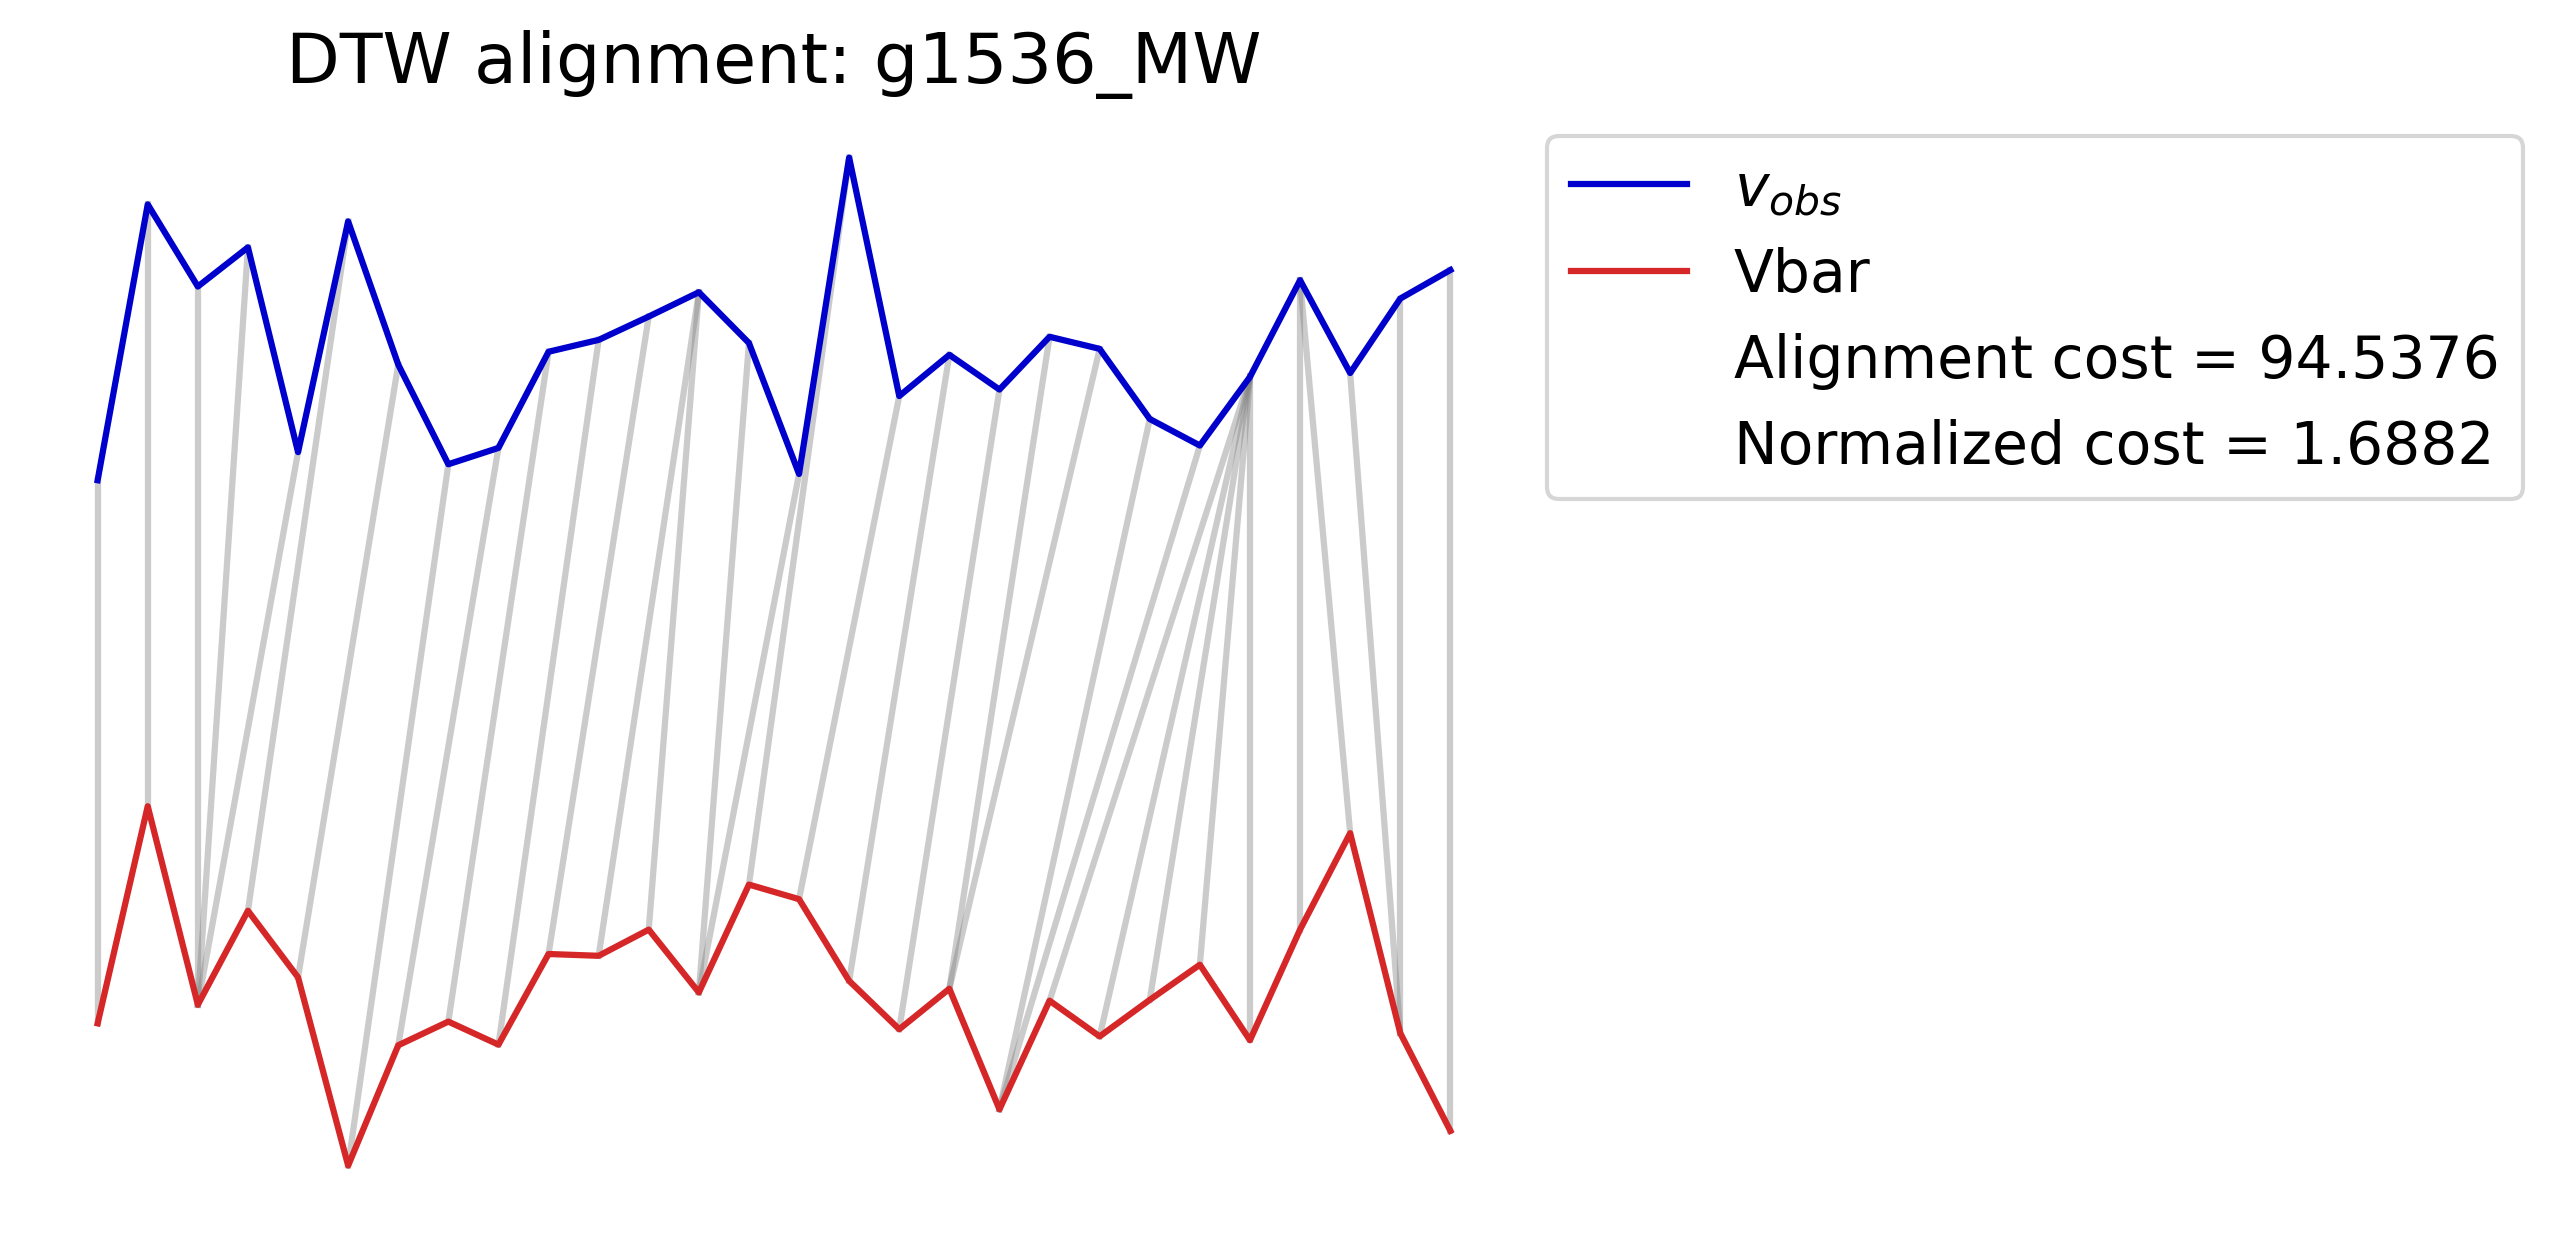 DTW alignment: g1536_MW
v_obs
Vbar
Alignment cost = 94.5376
Normalized cost = 1.6882